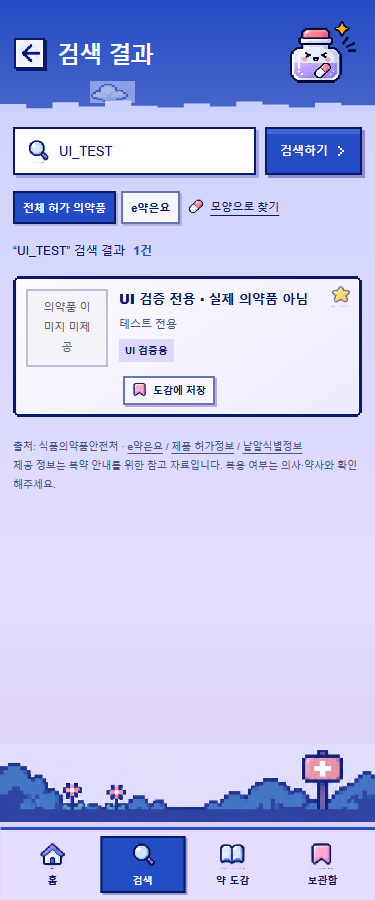 검색 결과
UI_TEST
검색하기
전체 허가 의약품
e약은요
모양으로 찾기
“UI_TEST” 검색 결과 1건
의약품 이
미지 미제
공
UI 검증 전용 · 실제 의약품 아님
테스트 전용
UI 검증용
도감에 저장
출처: 식품의약품안전처 · e약은요 / 제품 허가정보 / 낱알식별정보
제공 정보는 복약 안내를 위한 참고 자료입니다. 복용 여부는 의사·약사와 확인
해주세요.
홈
검색
약 도감
보관함